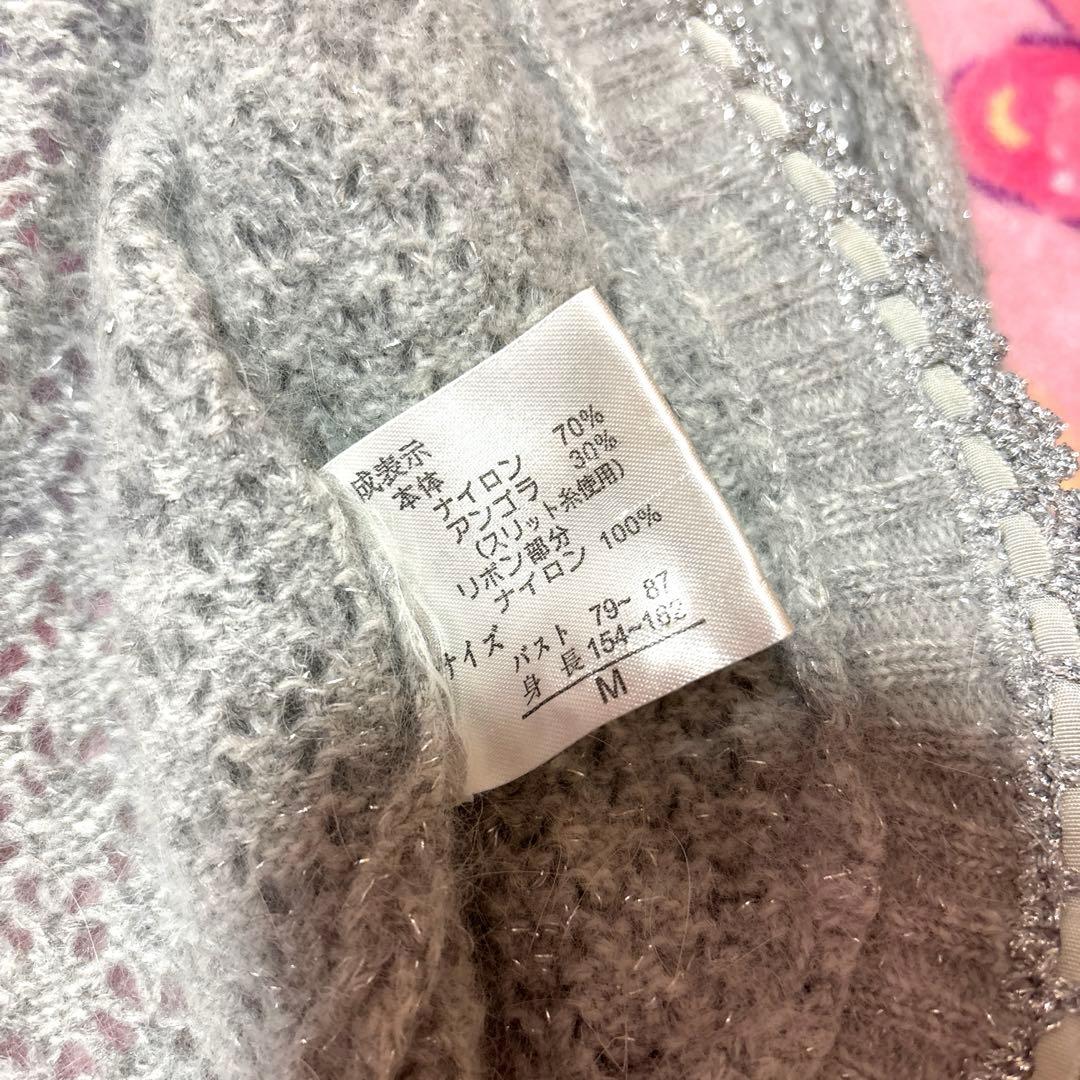 成表示
本体 ナイロン 70%
アンゴラ 30%
(スリット糸使用)
リボン部分
ナイロン 100%
サイズ バスト 79~ 87
身 長 154~162
M